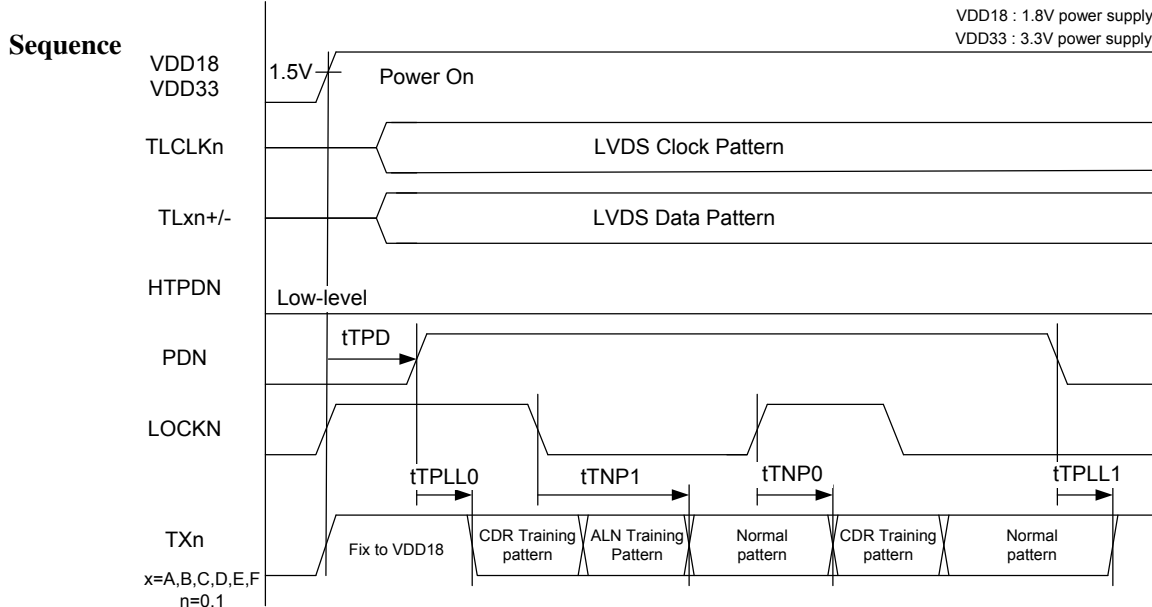 VDD18 : 1.8V power supply
VDD33 : 3.3V power supply
Sequence
VDD18
VDD33
1.5V
Power On
TLCLKn
LVDS Clock Pattern
TLxn+/-
LVDS Data Pattern
HTPDN
Low-level
tTPD
PDN
LOCKN
tTPLL0
tTNP1
tTNP0
tTPLL1
TXn
x=A,B,C,D,E,F
n=0,1
Fix to VDD18
CDR Training
pattern
ALN Training
Pattern
Normal
pattern
CDR Training
pattern
Normal
pattern